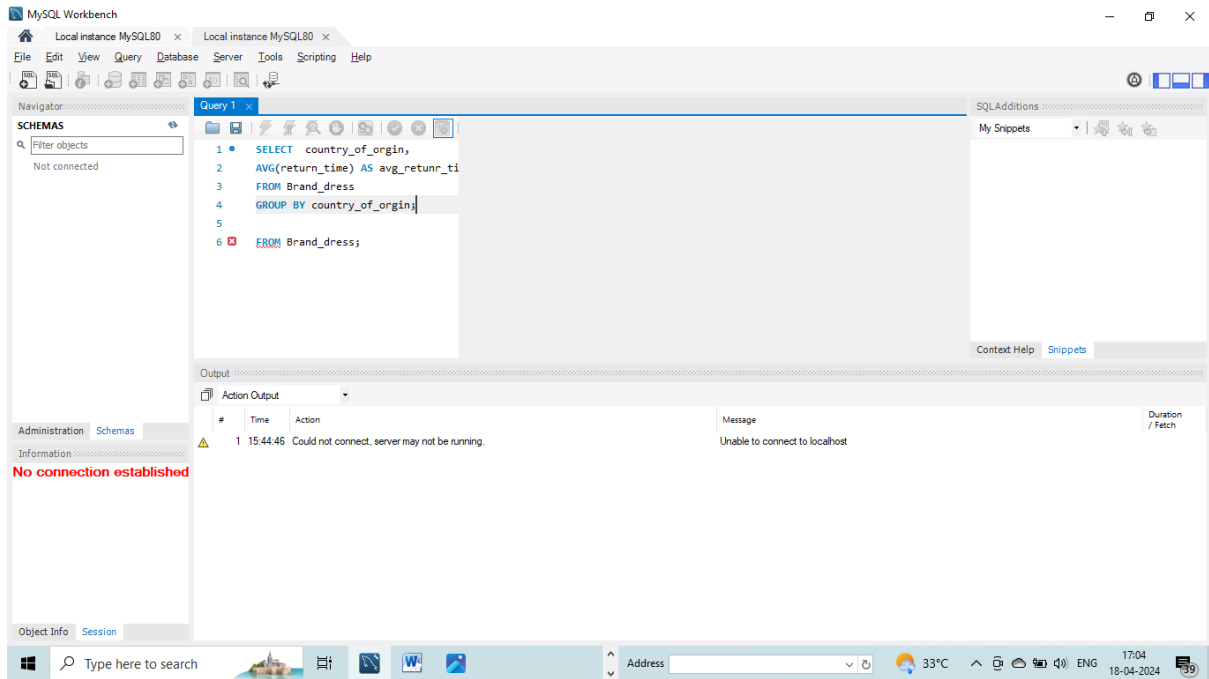 MySQL Workbench
Local instance MySQL80 × Local instance MySQL80 ×
File Edit View Query Database Server Tools Scripting Help
Navigator
SCHEMAS
Filter objects
Not connected
Administration Schemas
Information
No connection established
Object Info Session
Query 1 ×
1 SELECT country_of_orgin,
2 AVG(return_time) AS avg_retunr_ti
3 FROM Brand_dress
4 GROUP BY country_of_orgin;
5
6 FROM Brand_dress;
SQLAdditions
My Snippets
Context Help Snippets
Output
Action Output
# Time Action Message Duration / Fetch
1 15:44:46 Could not connect, server may not be running. Unable to connect to localhost
Type here to search
Address
33°C
ENG
17:04
18-04-2024
39